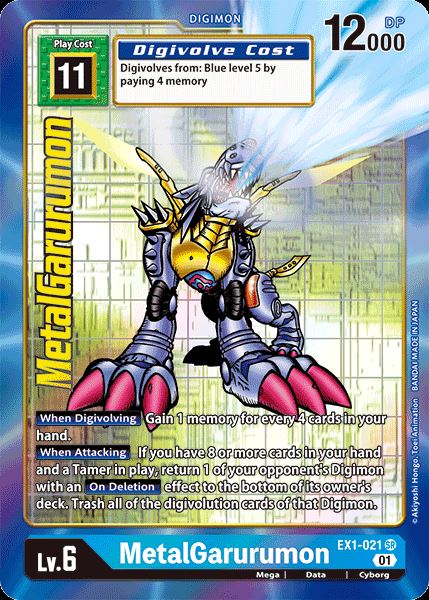 DIGIMON
Play Cost
11
Digivolve Cost
Digivolves from: Blue level 5 by
paying 4 memory
DP
12000
MetalGarurumon
When Digivolving Gain 1 memory for every 4 cards in your
hand.
When Attacking If you have 8 or more cards in your hand
and a Tamer in play, return 1 of your opponent's Digimon
with an On Deletion effect to the bottom of its owner's
deck. Trash all of the digivolution cards of that Digimon.
©Akiyoshi Hongo, Toei Animation BANDAI MADE IN JAPAN
Lv.6
MetalGarurumon
EX1-021 SR
01
Mega | Data | Cyborg